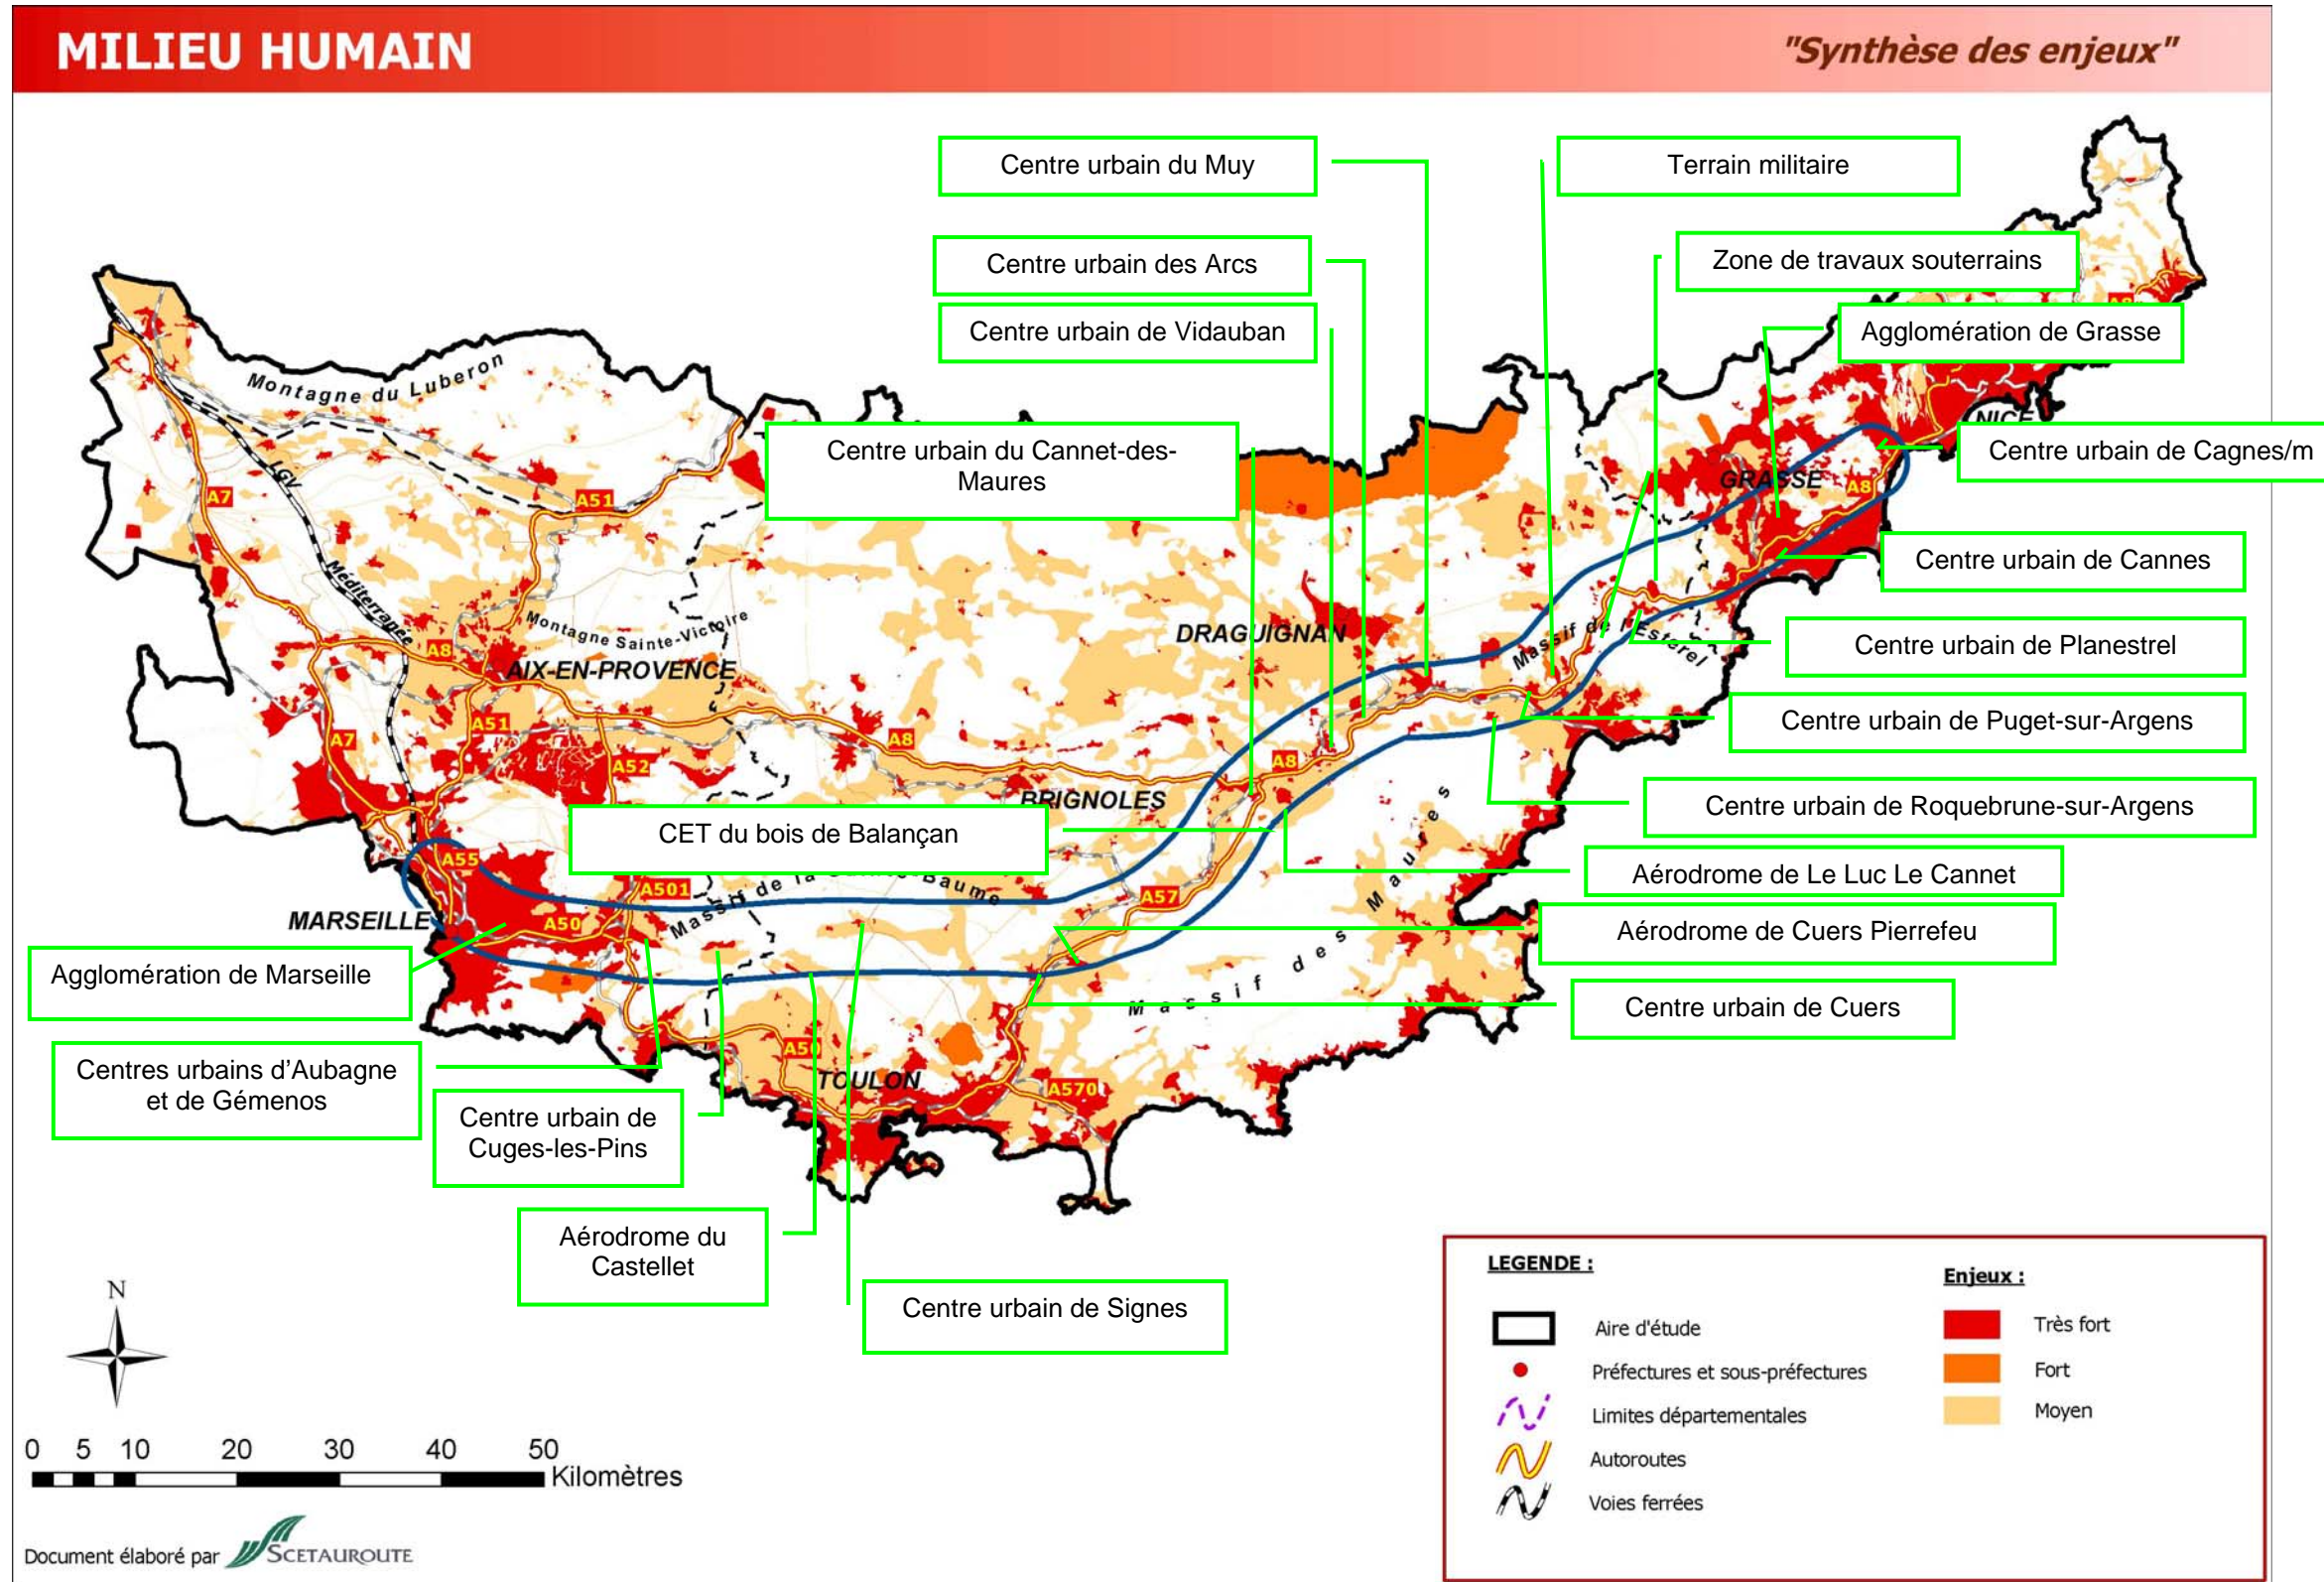 MILIEU HUMAIN
"Synthèse des enjeux"
Centre urbain du Muy
Terrain militaire
Centre urbain des Arcs
Zone de travaux souterrains
Centre urbain de Vidauban
Agglomération de Grasse
Montagne du Luberon
NICE
Centre urbain du Cannet-des-
Maures
Centre urbain de Cagnes/m
LGV
Méditerranée
A7
A51
GRASSE
A8
Centre urbain de Cannes
Montagne Sainte-Victoire
DRAGUIGNAN
Massif de l'Esterel
Centre urbain de Planestrel
A8
AIX-EN-PROVENCE
Centre urbain de Puget-sur-Argens
A51
A7
A8
A52
A8
BRIGNOLES
Centre urbain de Roquebrune-sur-Argens
CET du bois de Balançan
A55
A501
Massif de la Sainte Baume
Aérodrome de Le Luc Le Cannet
A57
Massif des Maures
MARSEILLE
A50
Aérodrome de Cuers Pierrefeu
Agglomération de Marseille
Centre urbain de Cuers
Centres urbains d'Aubagne
et de Gémenos
A50
TOULON
A570
Centre urbain de
Cuges-les-Pins
Aérodrome du
Castellet
Centre urbain de Signes
N
0 5 10 20 30 40 50
Kilomètres
Document élaboré par SCETAUROUTE
LEGENDE :
Aire d'étude
Préfectures et sous-préfectures
Limites départementales
Autoroutes
Voies ferrées
Enjeux :
Très fort
Fort
Moyen